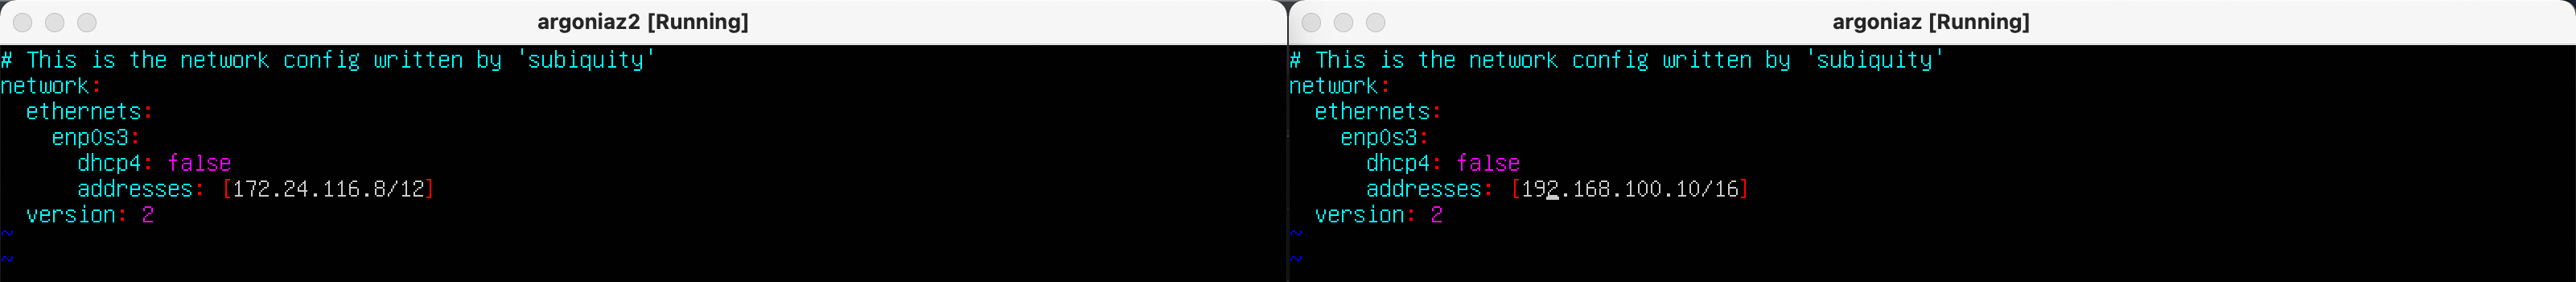 argoniaz2 [Running]
# This is the network config written by 'subiquity'
network:
  ethernets:
    enp0s3:
      dhcp4: false
      addresses: [172.24.116.8/12]
  version: 2
~
~
argoniaz [Running]
# This is the network config written by 'subiquity'
network:
  ethernets:
    enp0s3:
      dhcp4: false
      addresses: [192.168.100.10/16]
  version: 2
~
~